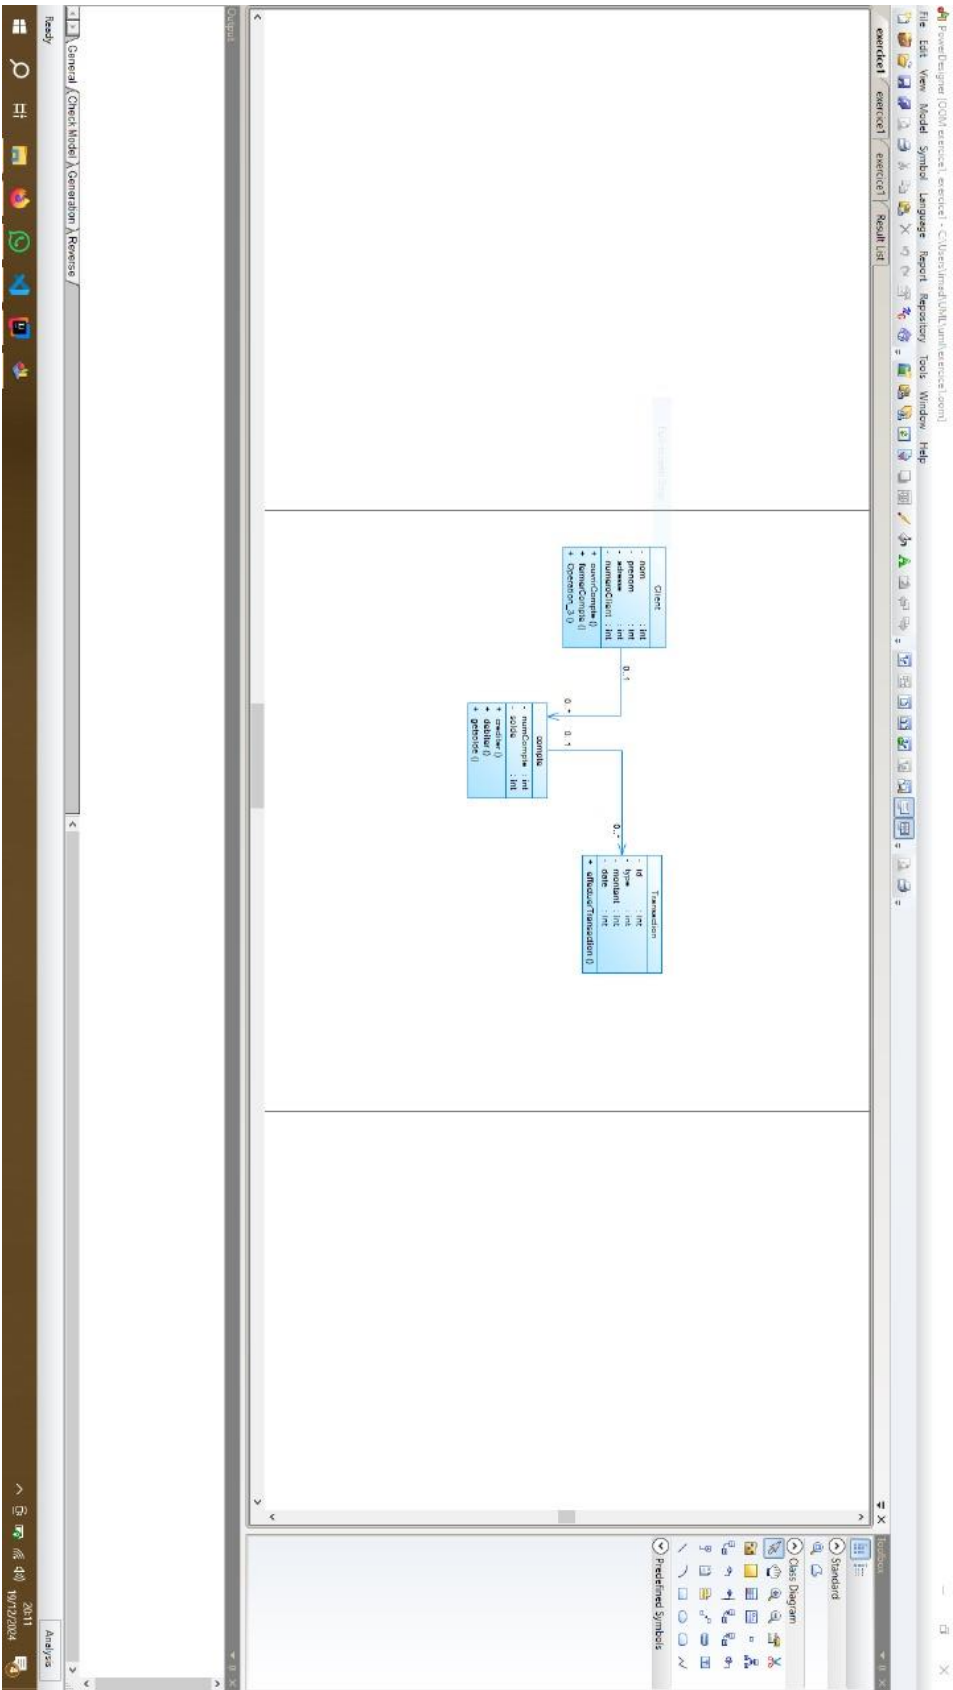 PowerDesigner [OOM exercice1, exercice1 - C:\Users\imad\UML\uml\exercice1.oom]
File Edit View Model Symbol Language Report Repository Tools Window Help
exercice1 exercice1 exercice1 Result List
Client
- nom : int
- prenom : int
- adresse : int
- numeroClient : int
+ ouvrirCompte ()
+ fermerCompte ()
+ Operation_3 ()
0..1
0..*
compte
- numCompte : int
- solde : int
+ crediter ()
+ debiter ()
+ getsolde ()
0..1
0..*
Transaction
- id : int
- type : int
- montant : int
- date : int
+ effectuerTransaction ()
Toolbox
Standard
Class Diagram
Predefined Symbols
Output
General Check Model Generation Reverse
Ready
Analysis
20:11
19/12/2024
4